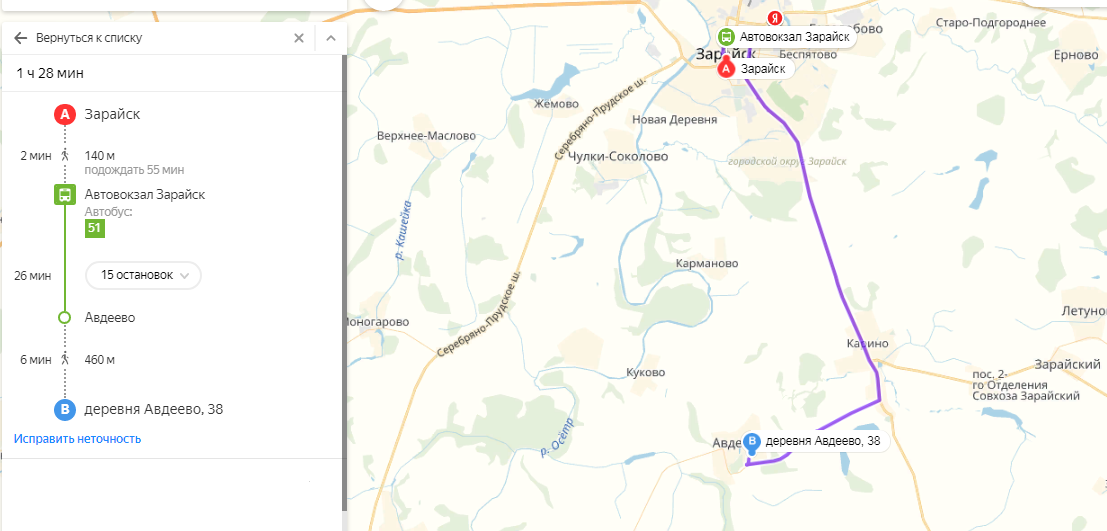 Вернуться к списку
1 ч 28 мин
A Зарайск
2 мин 140 м
подождать 55 мин
Автовокзал Зарайск
Автобус:
51
26 мин 15 остановок
Авдеево
6 мин 460 м
B деревня Авдеево, 38
Исправить неточность
Я
Старо-Подгороднее
Автовокзал Зарайск
Зарайск
Беспятово
Ерново
A Зарайск
Жемово
Серебряно-Прудское ш.
Новая Деревня
Верхнее-Маслово
Чулки-Соколово
городской округ Зарайск
р. Кашейка
Карманово
Серебряно-Прудское ш.
Карино
Зарайский
Куково
пос. 2-
го Отделения
Совхоза Зарайский
р. Осётр
B деревня Авдеево, 38